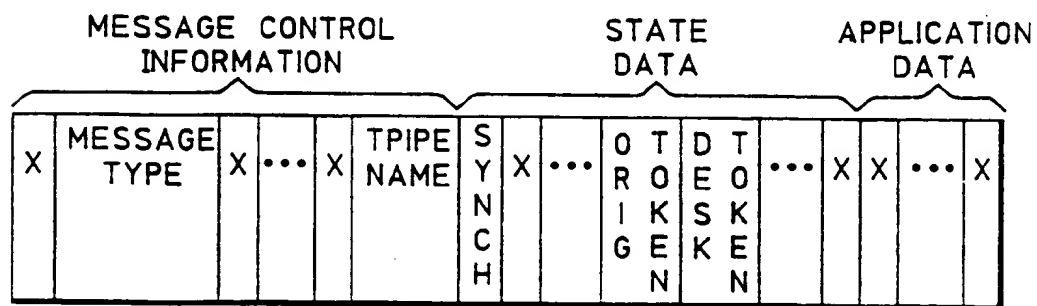 MESSAGE CONTROL
INFORMATION
STATE
DATA
APPLICATION
DATA
X
MESSAGE
TYPE
X
•••
X
TPIPE
NAME
SYNCH
X
•••
ORIG
TOKEN
DESK
TOKEN
•••
X
X
•••
X